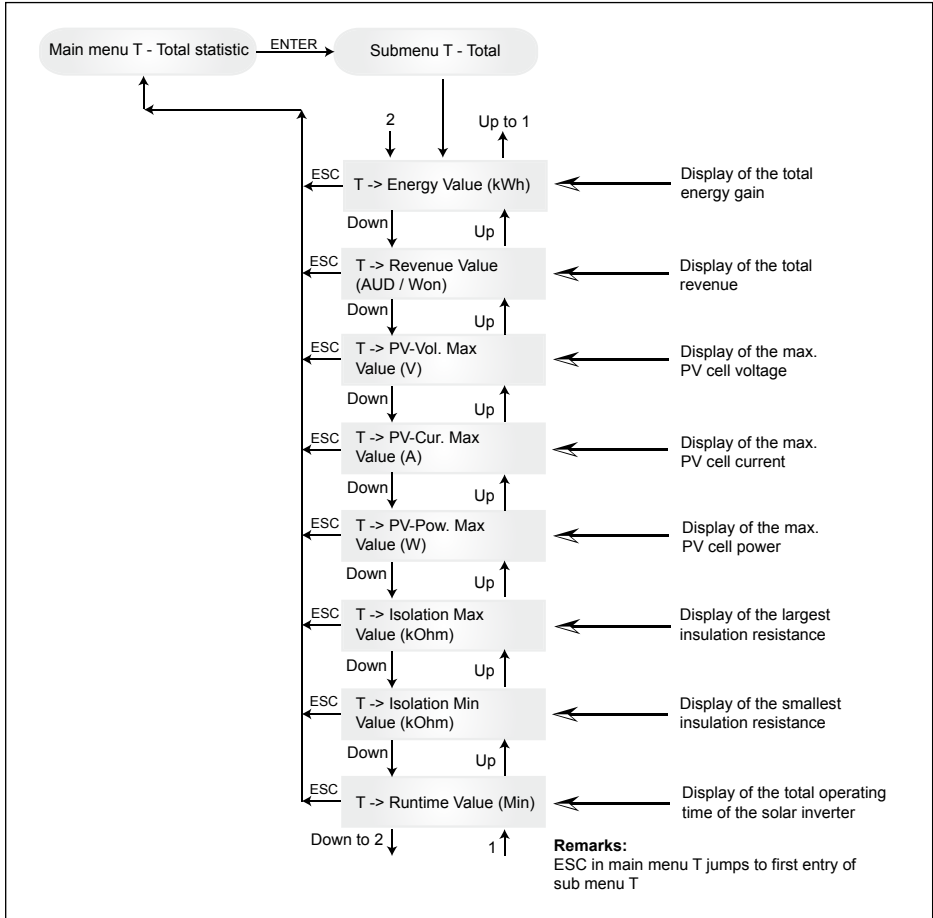 Main menu T - Total statistic
ENTER
Submenu T - Total
2
Up to 1
ESC
T -> Energy Value (kWh)
Display of the total
energy gain
Down
Up
ESC
T -> Revenue Value
(AUD / Won)
Display of the total
revenue
Down
Up
ESC
T -> PV-Vol. Max
Value (V)
Display of the max.
PV cell voltage
Down
Up
ESC
T -> PV-Cur. Max
Value (A)
Display of the max.
PV cell current
Down
Up
ESC
T -> PV-Pow. Max
Value (W)
Display of the max.
PV cell power
Down
Up
ESC
T -> Isolation Max
Value (kOhm)
Display of the largest
insulation resistance
Down
Up
ESC
T -> Isolation Min
Value (kOhm)
Display of the smallest
insulation resistance
Down
Up
ESC
T -> Runtime Value (Min)
Display of the total operating
time of the solar inverter
Down to 2
1
Remarks:
ESC in main menu T jumps to first entry of
sub menu T